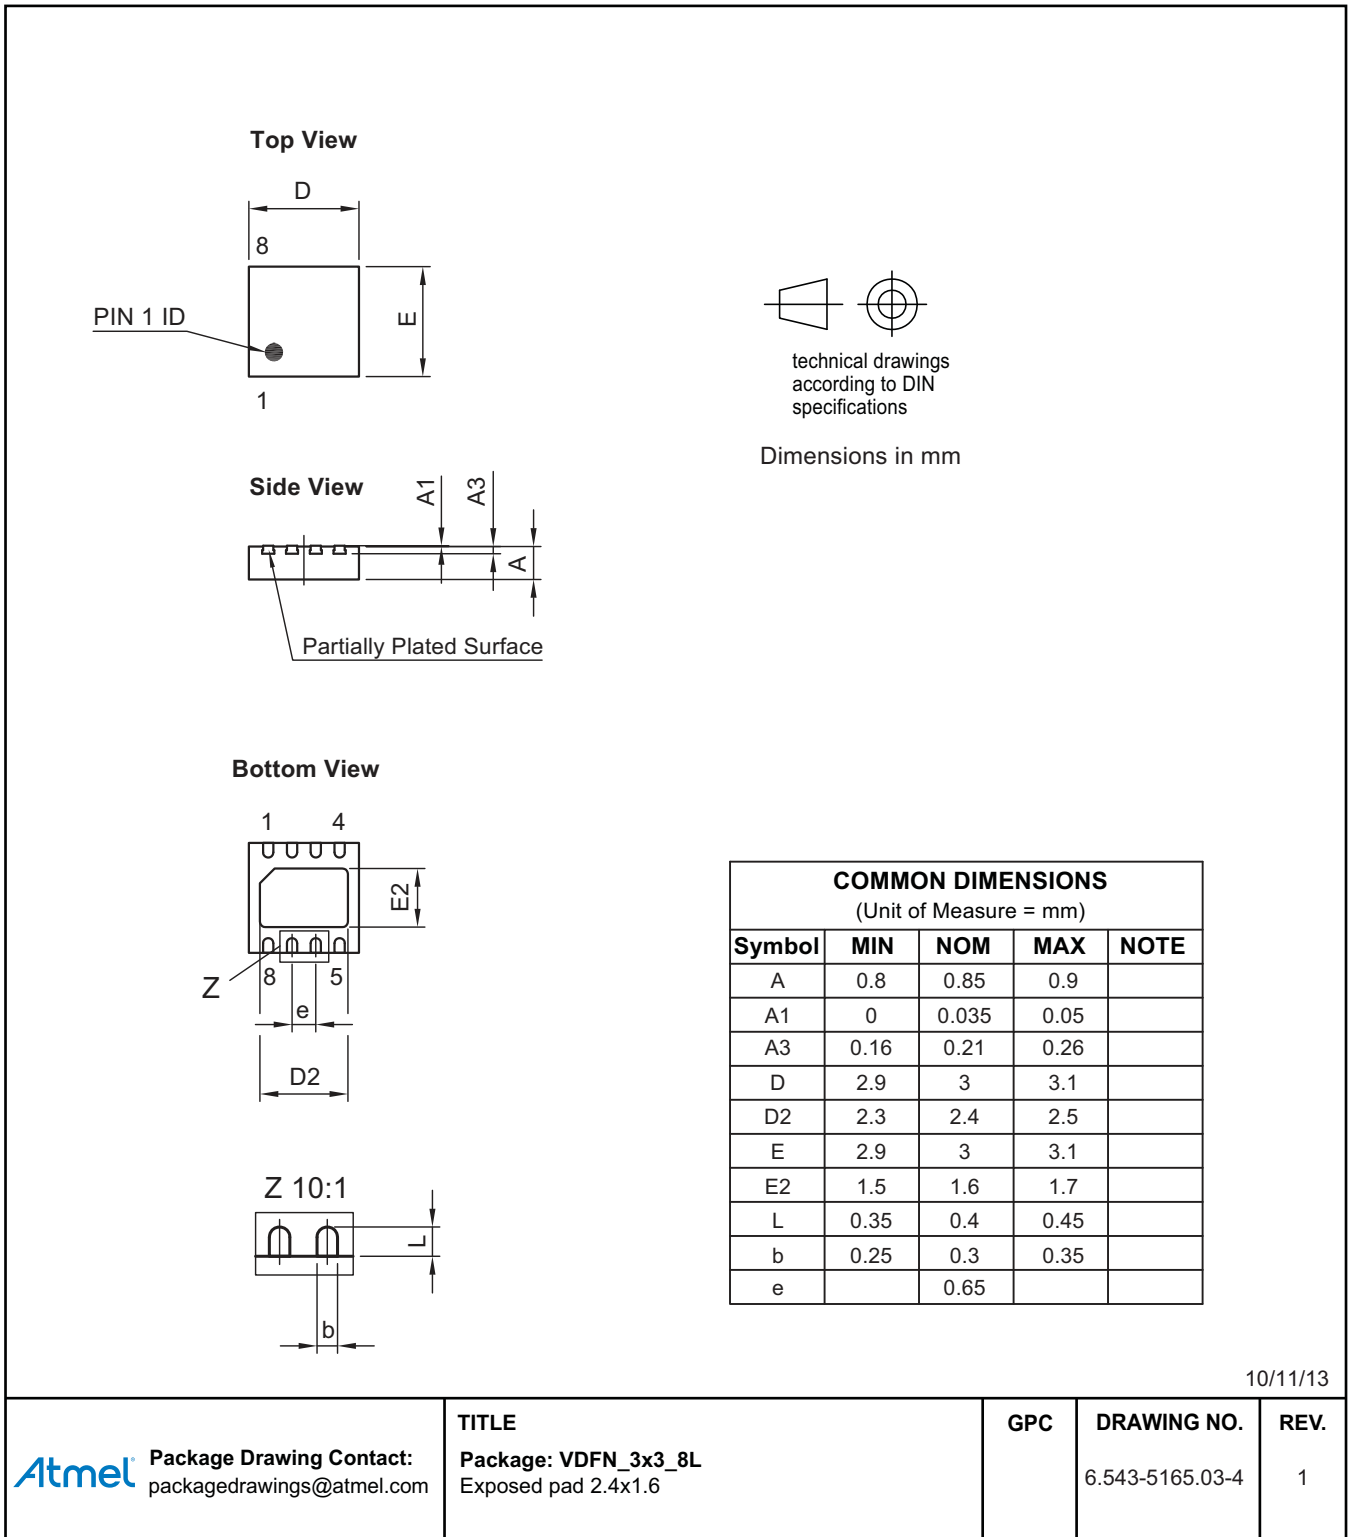 Top View
D
8
PIN 1 ID
E
1
technical drawings
according to DIN
specifications
Dimensions in mm
Side View
A1
A3
A
Partially Plated Surface
Bottom View
1 4
E2
Z
8 5
e
D2
Z 10:1
L
b
COMMON DIMENSIONS
(Unit of Measure = mm)
Symbol MIN NOM MAX NOTE
A 0.8 0.85 0.9
A1 0 0.035 0.05
A3 0.16 0.21 0.26
D 2.9 3 3.1
D2 2.3 2.4 2.5
E 2.9 3 3.1
E2 1.5 1.6 1.7
L 0.35 0.4 0.45
b 0.25 0.3 0.35
e 0.65
10/11/13
Atmel
Package Drawing Contact:
packagedrawings@atmel.com
TITLE
Package: VDFN_3x3_8L
Exposed pad 2.4x1.6
GPC
DRAWING NO.
6.543-5165.03-4
REV.
1